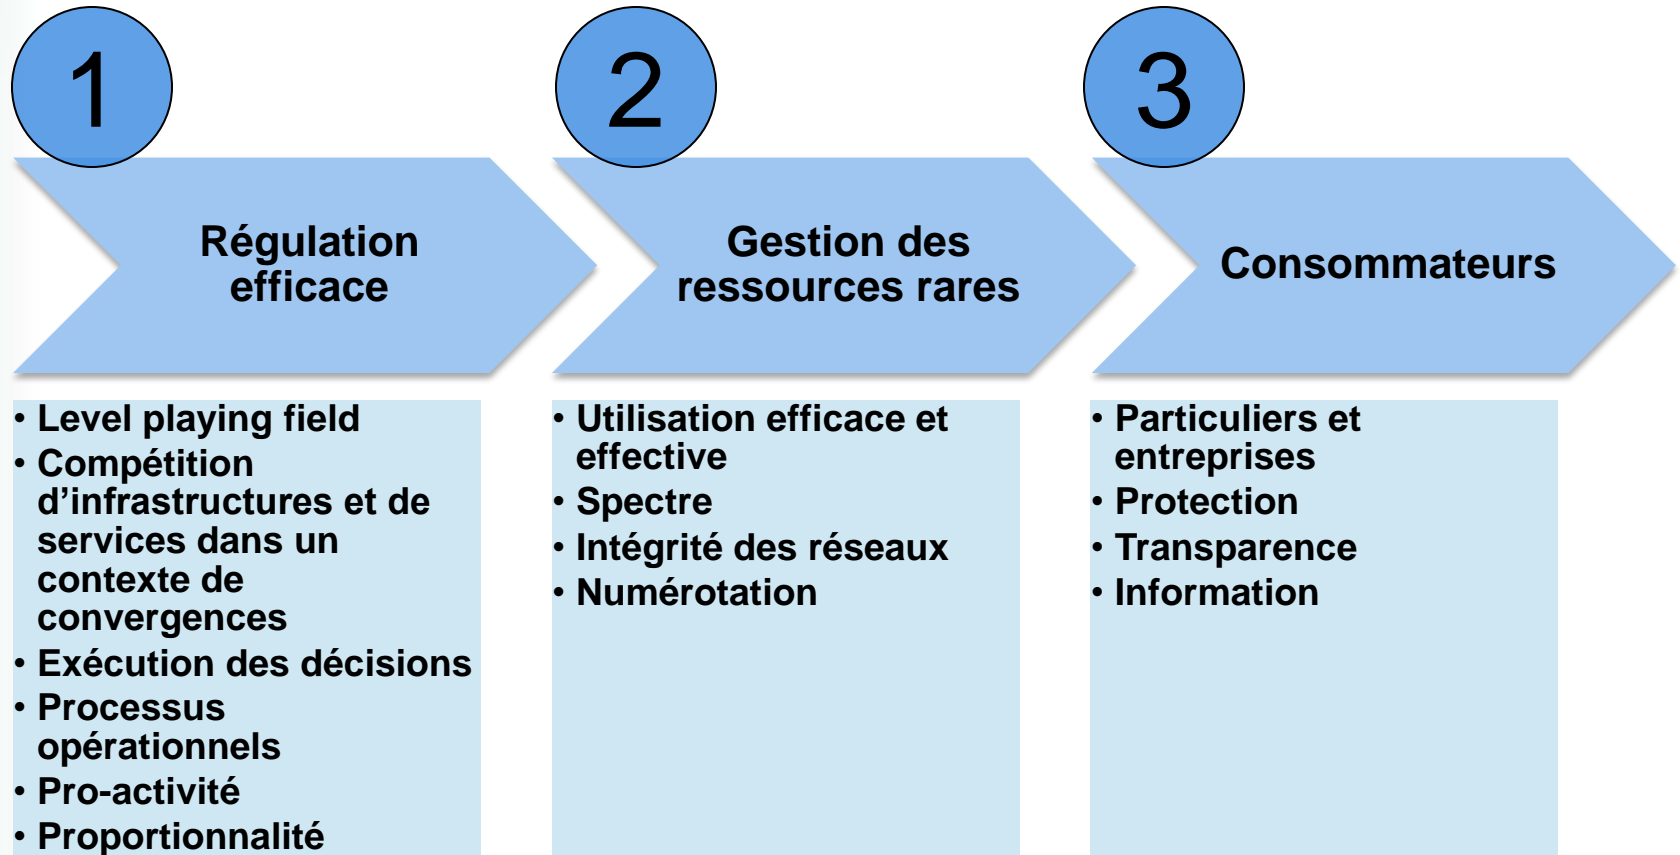 1
Régulation
efficace
• Level playing field
• Compétition
d’infrastructures et de
services dans un
contexte de
convergences
• Exécution des décisions
• Processus
opérationnels
• Pro-activité
• Proportionnalité
2
Gestion des
ressources rares
• Utilisation efficace et
effective
• Spectre
• Intégrité des réseaux
• Numérotation
3
Consommateurs
• Particuliers et
entreprises
• Protection
• Transparence
• Information